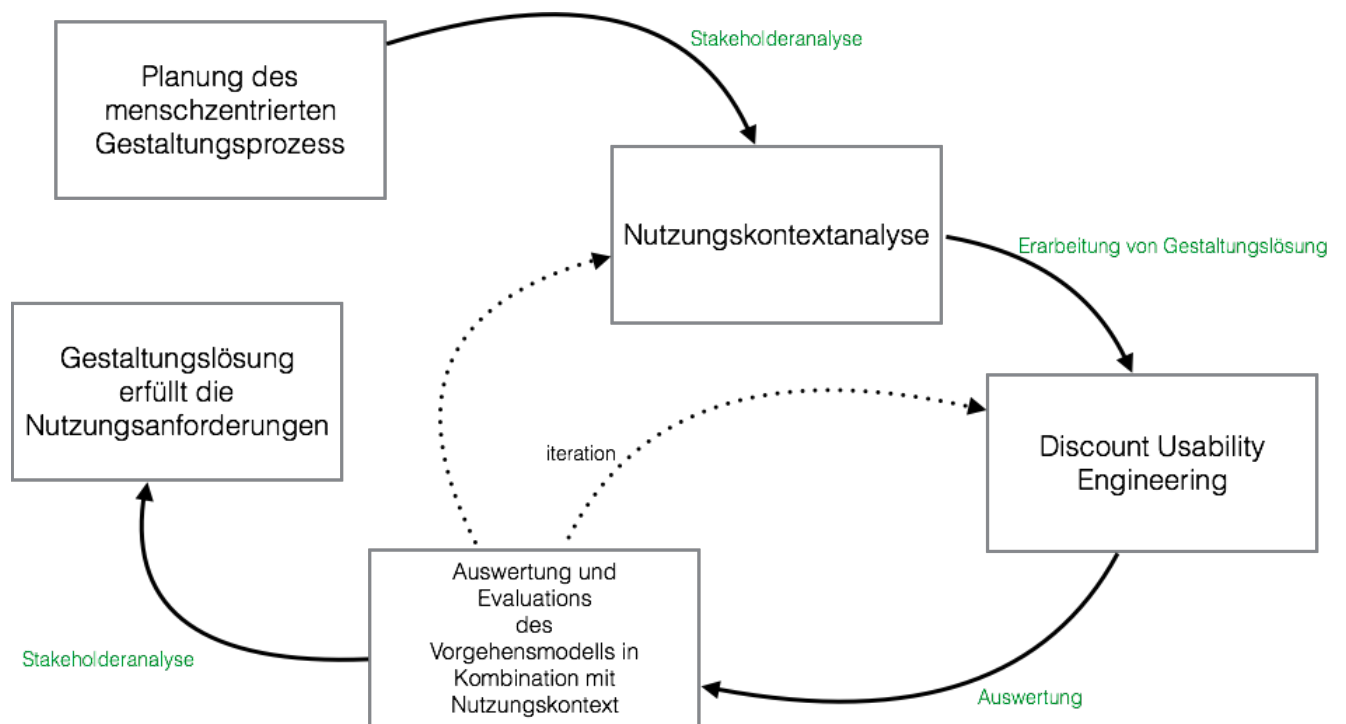 Planung des
menschzentrierten
Gestaltungsprozess
Stakeholderanalyse
Nutzungskontextanalyse
Erarbeitung von Gestaltungslösung
Gestaltungslösung
erfüllt die
Nutzungsanforderungen
iteration
Discount Usability
Engineering
Auswertung und
Evaluations
des
Vorgehensmodells in
Kombination mit
Nutzungskontext
Stakeholderanalyse
Auswertung